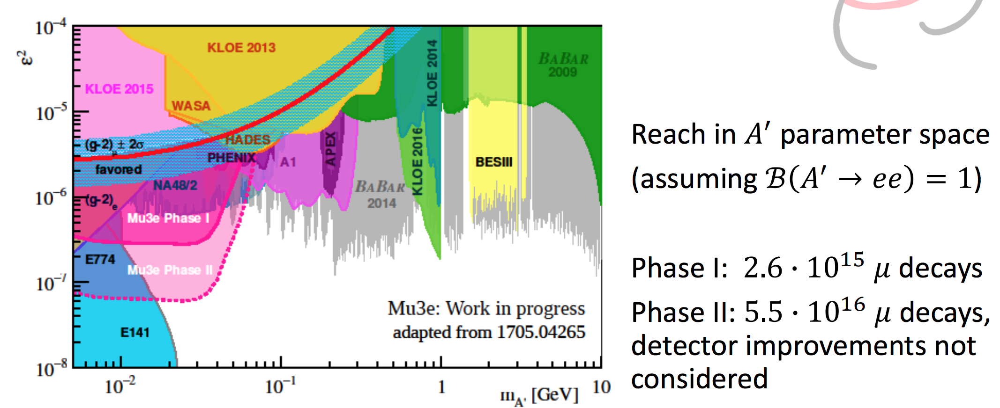 10⁻⁴
ε²
KLOE 2013
KLOE 2014
BABAR
2009
KLOE 2015
WASA
10⁻⁵
(g-2)μ ± 2σ
favored
HADES
PHENIX
A1
APEX
KLOE 2016
BESIII
NA48/2
BABAR
2014
10⁻⁶
(g-2)e
Mu3e Phase I
E774
Mu3e Phase II
10⁻⁷
E141
Mu3e: Work in progress
adapted from 1705.04265
10⁻⁸
10⁻²
10⁻¹
1
10
mA' [GeV]
Reach in A′ parameter space
(assuming ℬ(A′ → ee) = 1)
Phase I: 2.6 · 10¹⁵ μ decays
Phase II: 5.5 · 10¹⁶ μ decays,
detector improvements not
considered